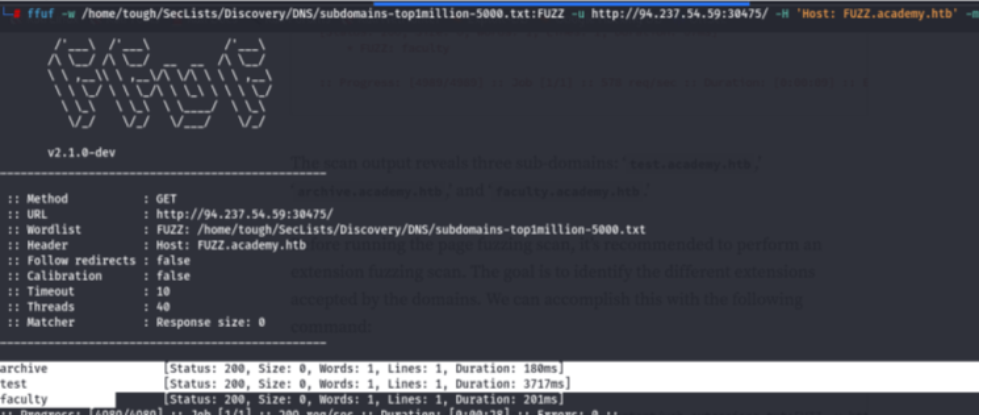 ffuf -w /home/tough/SecLists/Discovery/DNS/subdomains-top1million-5000.txt:FUZZ -u http://94.237.54.59:30475/ -H 'Host: FUZZ.academy.htb' -m
v2.1.0-dev
The scan output reveals three sub-domains: "test.academy.htb,"
"archive.academy.htb," and "faculty.academy.htb."
:: Method : GET
:: URL : http://94.237.54.59:30475/
:: Wordlist : FUZZ: /home/tough/SecLists/Discovery/DNS/subdomains-top1million-5000.txt
:: Header : Host: FUZZ.academy.htb
Before running the page fuzzing scan, it's recommended to perform an
:: Follow redirects : false
extension fuzzing scan. The goal is to identify the different extensions
:: Calibration : false
:: Timeout : 10
accepted by the domains. We can accomplish this with the following
:: Threads : 40
:: Matcher : Response size: 0
command:
archive [Status: 200, Size: 0, Words: 1, Lines: 1, Duration: 180ms]
test [Status: 200, Size: 0, Words: 1, Lines: 1, Duration: 3717ms]
faculty [Status: 200, Size: 0, Words: 1, Lines: 1, Duration: 201ms]
:: Progress: [4989/4989] :: Job [1/1] :: 200 req/sec :: Duration: [0:00:28] :: Errors: 0 ::